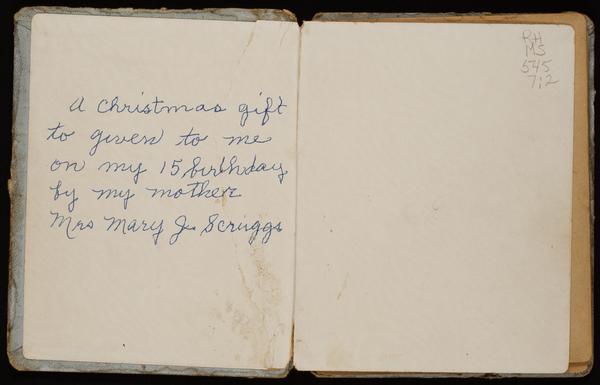 a christmas gift
to given to me
on my 15 birthday
by my mother
Mrs Mary J. Scruggs
RH
MS
545
7:2